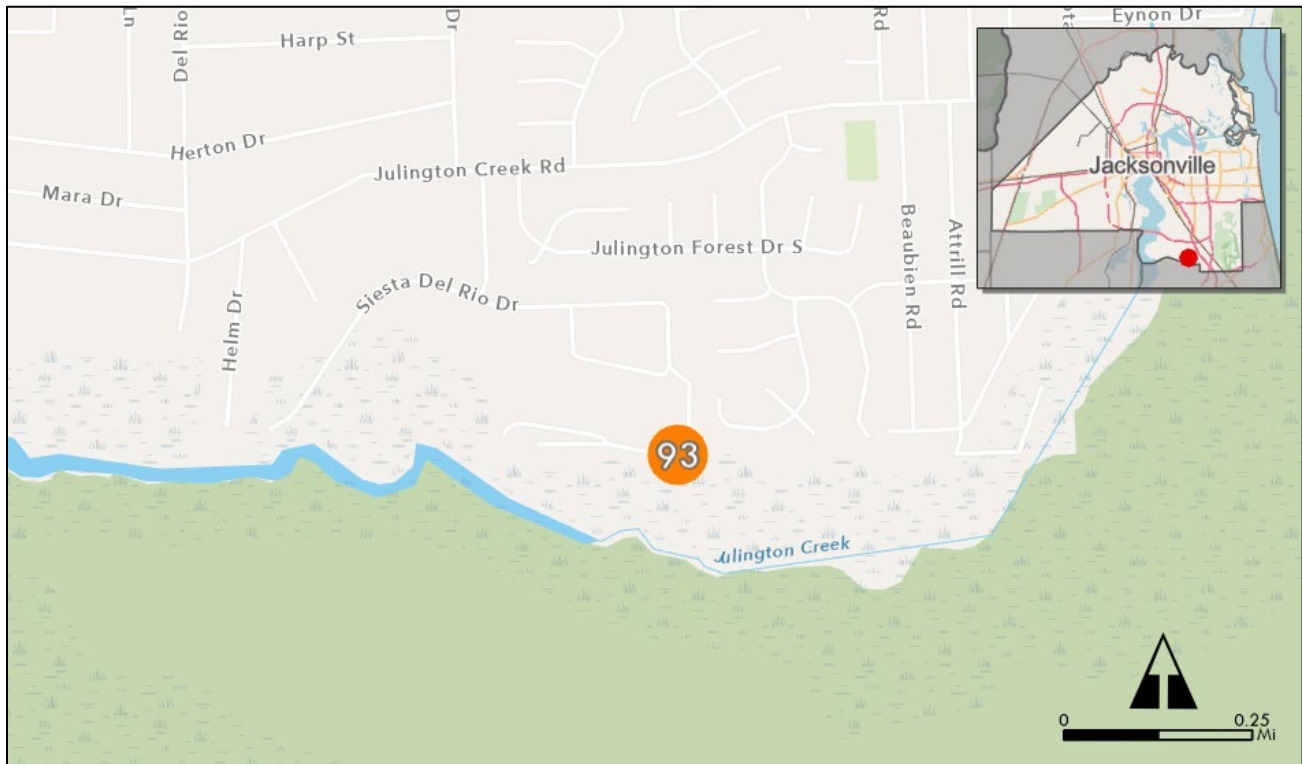 Ln
Del Rio
Harp St
Dr
Rd
Eynon Dr
Jacksonville
Herton Dr
Julington Creek Rd
Mara Dr
Julington Forest Dr S
Beaubien Rd
Attrill Rd
Siesta Del Rio Dr
Helm Dr
93
Julington Creek
0
0.25
Mi